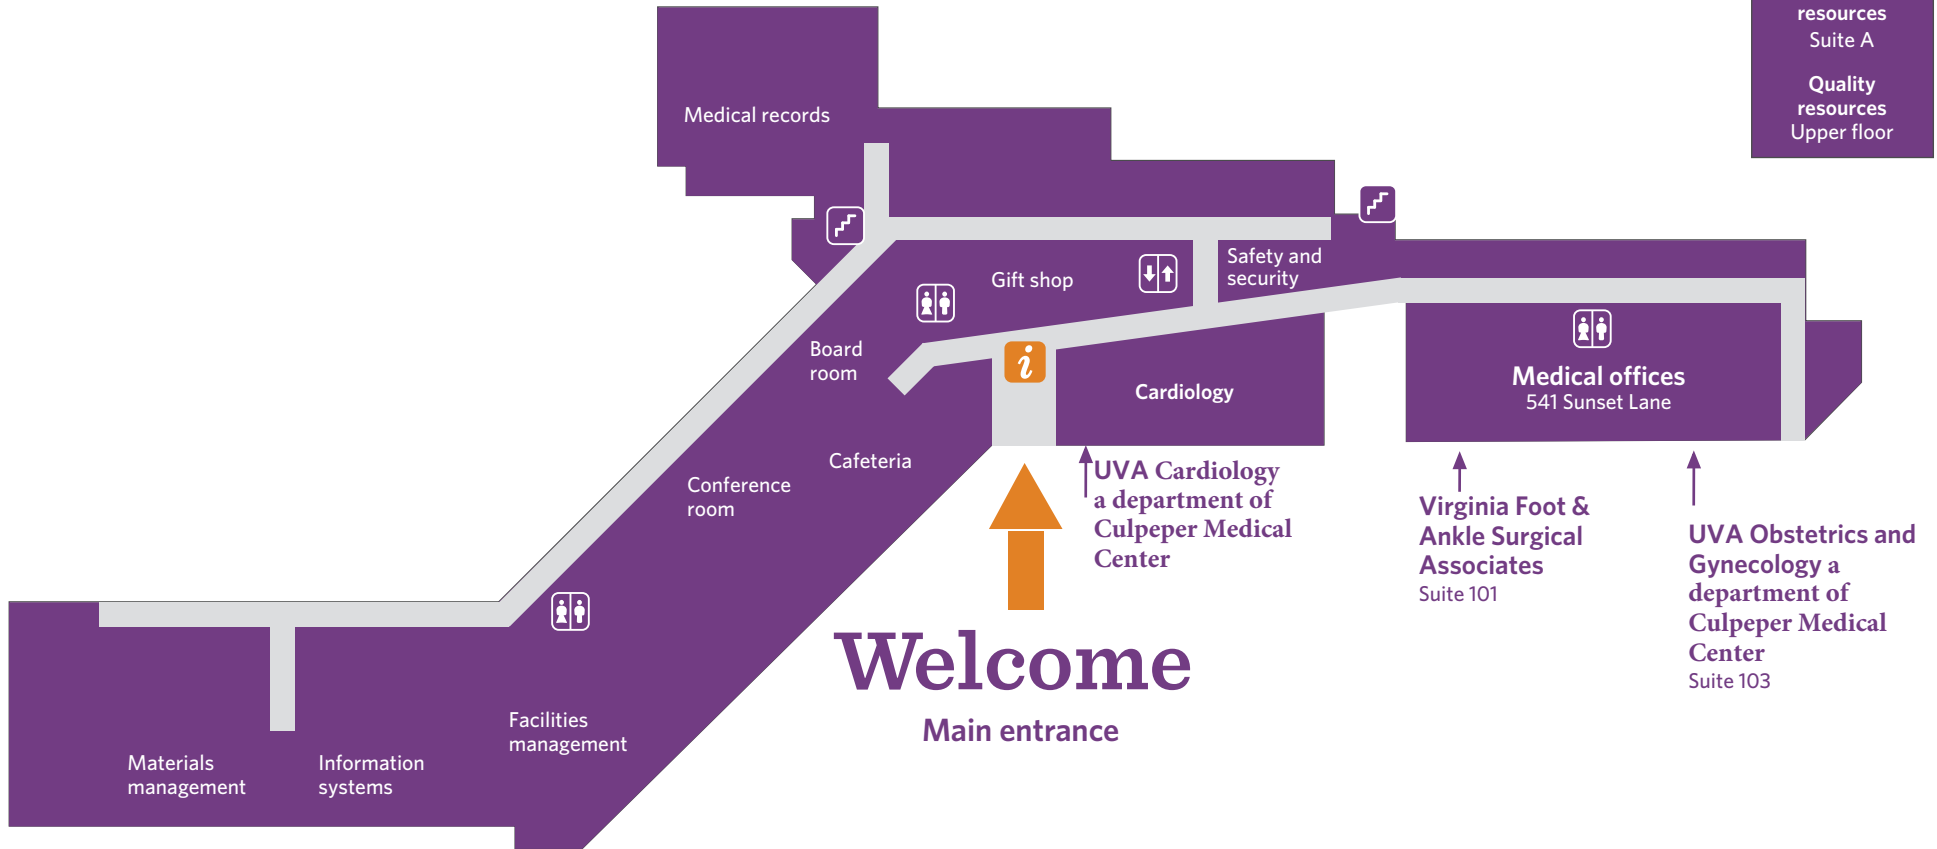 resources
Suite A
Quality
resources
Upper floor
Medical records
Safety and
security
Gift shop
Board
room
Medical offices
541 Sunset Lane
Cardiology
Cafeteria
Conference
room
UVA Cardiology
a department of
Culpeper Medical
Center
Virginia Foot &
Ankle Surgical
Associates
Suite 101
UVA Obstetrics and
Gynecology a
department of
Culpeper Medical
Center
Suite 103
Welcome
Main entrance
Facilities
management
Materials
management
Information
systems
i